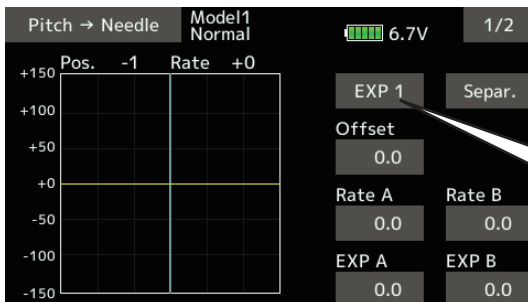 Pitch → Needle Model1 Normal 6.7V 1/2
Pos. -1 Rate +0
+150
+100
+50
+0
-50
-100
-150
EXP 1 Separ.
Offset
0.0
Rate A Rate B
0.0 0.0
EXP A EXP B
0.0 0.0